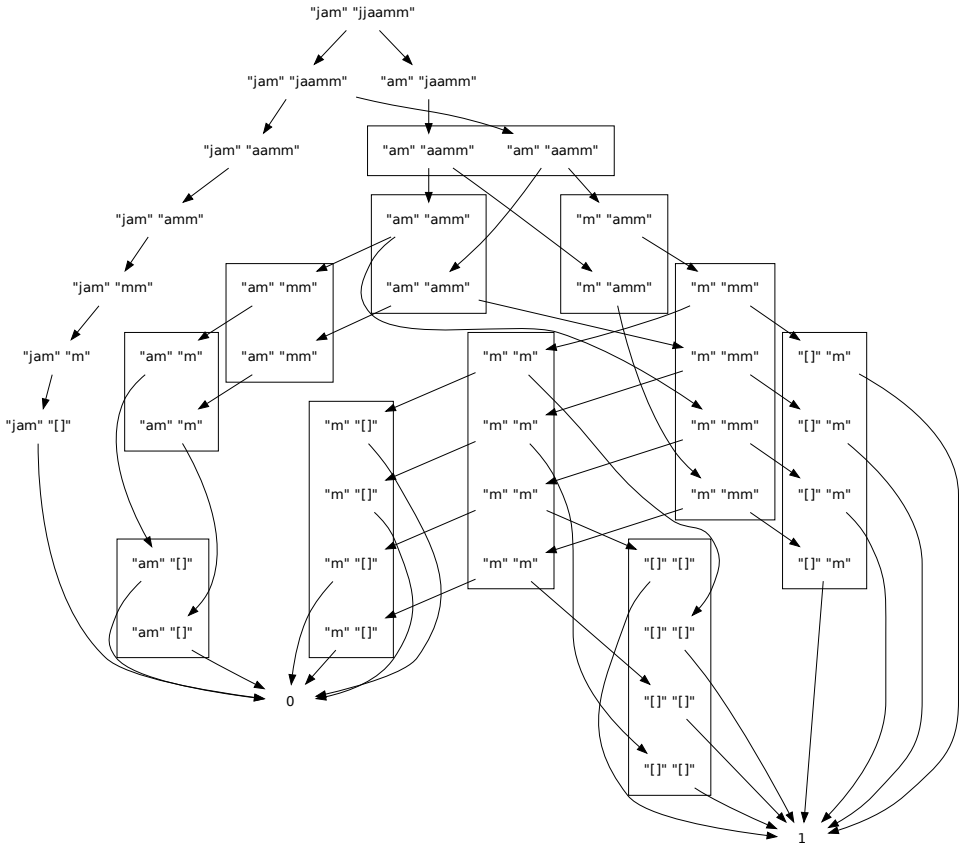 "jam" "jjaamm"
"jam" "jaamm" "am" "jaamm"
"jam" "aamm" "am" "aamm" "am" "aamm"
"jam" "amm" "am" "amm" "m" "amm"
"jam" "mm" "am" "mm" "am" "amm" "m" "amm" "m" "mm"
"jam" "m" "am" "m" "am" "mm" "m" "m" "m" "mm" "[]" "m"
"jam" "[]" "am" "m" "m" "[]" "m" "m" "m" "mm" "[]" "m"
"m" "[]" "m" "m" "m" "mm" "[]" "m"
"am" "[]" "m" "[]" "m" "m" "[]" "[]" "[]" "m"
"am" "[]" "m" "[]" "[]" "[]"
0 "[]" "[]"
"[]" "[]"
1